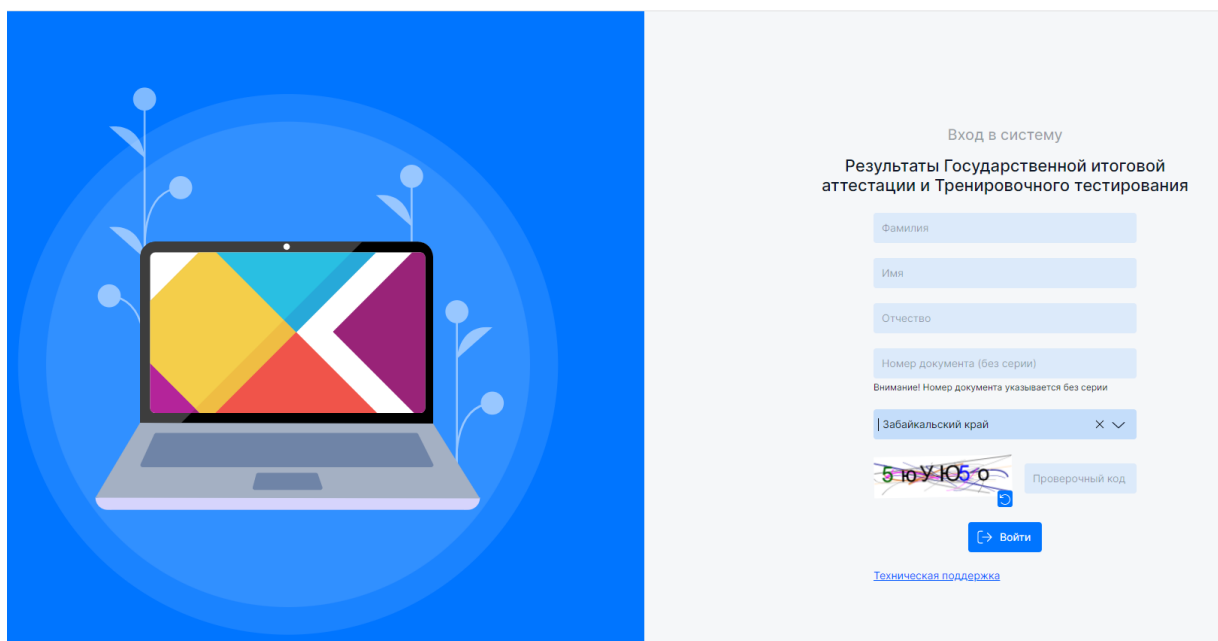 Вход в систему
Результаты Государственной итоговой
аттестации и Тренировочного тестирования
Фамилия
Имя
Отчество
Номер документа (без серии)
Внимание! Номер документа указывается без серии
Забайкальский край
5юУЮ5о
Проверочный код
Войти
Техническая поддержка